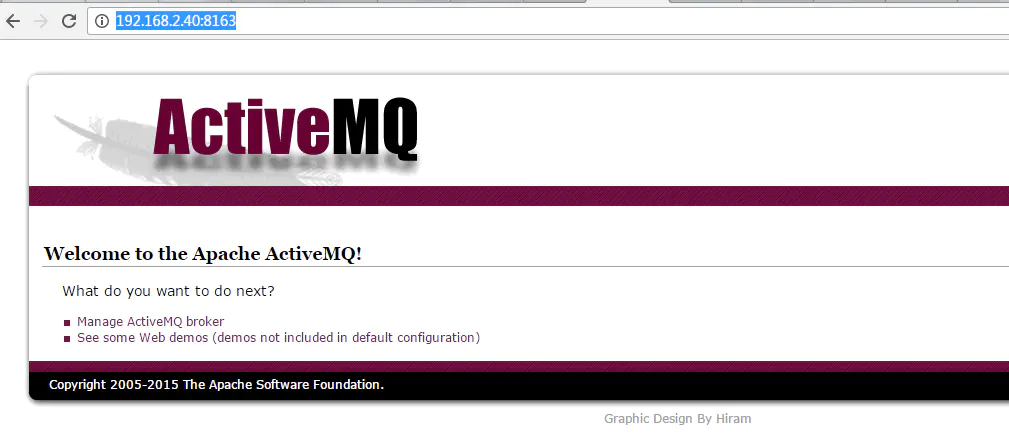 192.168.2.40:8163
ActiveMQ
Welcome to the Apache ActiveMQ!
What do you want to do next?
Manage ActiveMQ broker
See some Web demos (demos not included in default configuration)
Copyright 2005-2015 The Apache Software Foundation.
Graphic Design By Hiram